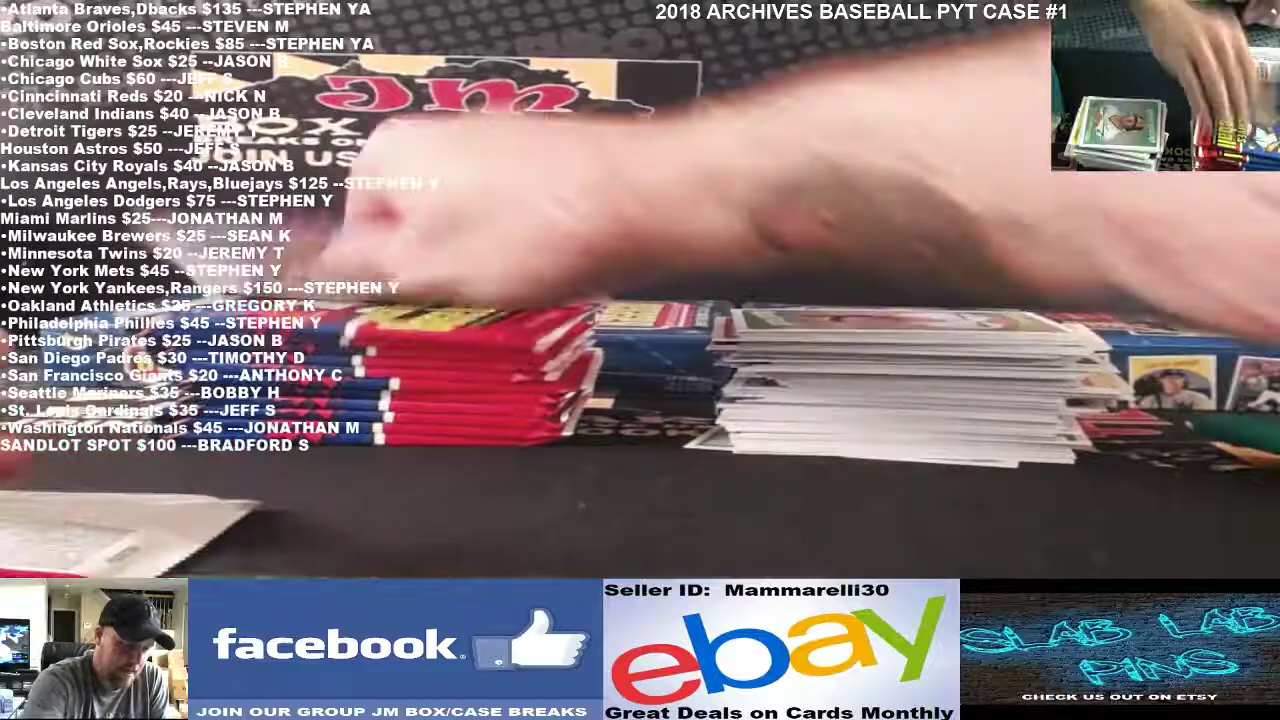 •Atlanta Braves,Dbacks $135 ---STEPHEN YA
Baltimore Orioles $45 ---STEVEN M
•Boston Red Sox,Rockies $85 ---STEPHEN YA
•Chicago White Sox $25 --JASON B
•Chicago Cubs $60 ---JEFF S
•Cinncinnati Reds $20 --NICK N
•Cleveland Indians $40 --JASON B
•Detroit Tigers $25 --JEREMY T
Houston Astros $50 ---JEFF S
•Kansas City Royals $40 --JASON B
Los Angeles Angels,Rays,Bluejays $125 --STEPHEN Y
•Los Angeles Dodgers $75 ---STEPHEN Y
Miami Marlins $25---JONATHAN M
•Milwaukee Brewers $25 ---SEAN K
•Minnesota Twins $20 --JEREMY T
•New York Mets $45 --STEPHEN Y
•New York Yankees,Rangers $150 ---STEPHEN Y
•Oakland Athletics $25 ---GREGORY K
•Philadelphia Phillies $45 --STEPHEN Y
•Pittsburgh Pirates $25 ---JASON B
•San Diego Padres $30 ---TIMOTHY D
•San Francisco Giants $20 ---ANTHONY C
•Seattle Mariners $35 ---BOBBY H
•St. Louis Cardinals $35 ---JEFF S
•Washington Nationals $45 ---JONATHAN M
SANDLOT SPOT $100 ---BRADFORD S
2018 ARCHIVES BASEBALL PYT CASE #1
JM
BOX
BREAKS ON
JOIN US
facebook
JOIN OUR GROUP JM BOX/CASE BREAKS
Seller ID: Mammarelli30
ebay
Great Deals on Cards Monthly
SLAB LAB
PINS
CHECK US OUT ON ETSY